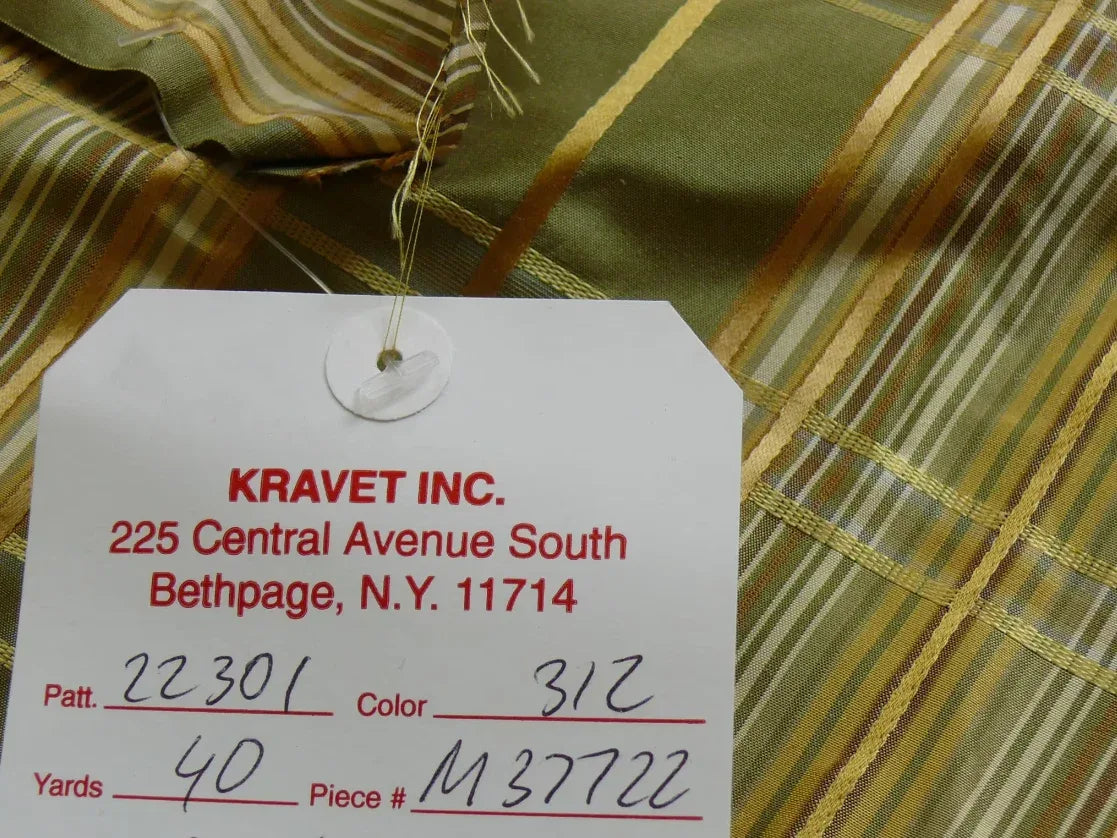 KRAVET INC.
225 Central Avenue South
Bethpage, N.Y. 11714
Patt. 22301 Color 312
Yards 40 Piece # M37722